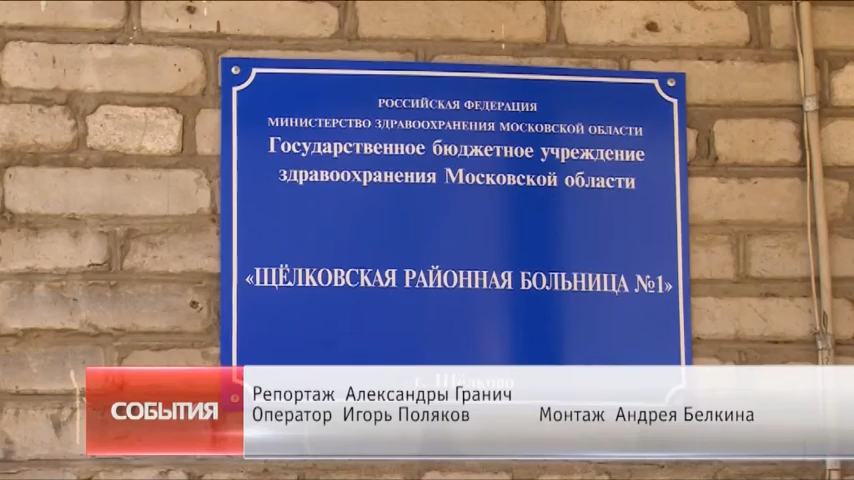 РОССИЙСКАЯ ФЕДЕРАЦИЯ
МИНИСТЕРСТВО ЗДРАВООХРАНЕНИЯ МОСКОВСКОЙ ОБЛАСТИ
Государственное бюджетное учреждение
здравоохранения Московской области
«ЩЁЛКОВСКАЯ РАЙОННАЯ БОЛЬНИЦА №1»
г. Щёлково
СОБЫТИЯ
Репортаж Александры Гранич
Оператор Игорь Поляков Монтаж Андрея Белкина